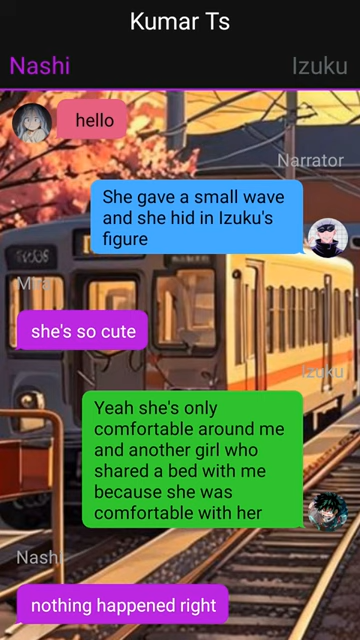 Kumar Ts
Nashi
Izuku
hello
Narrator
She gave a small wave
and she hid in Izuku's
figure
she's so cute
Izuku
Yeah she's only
comfortable around me
and another girl who
shared a bed with me
because she was
comfortable with her
Nashi
nothing happened right